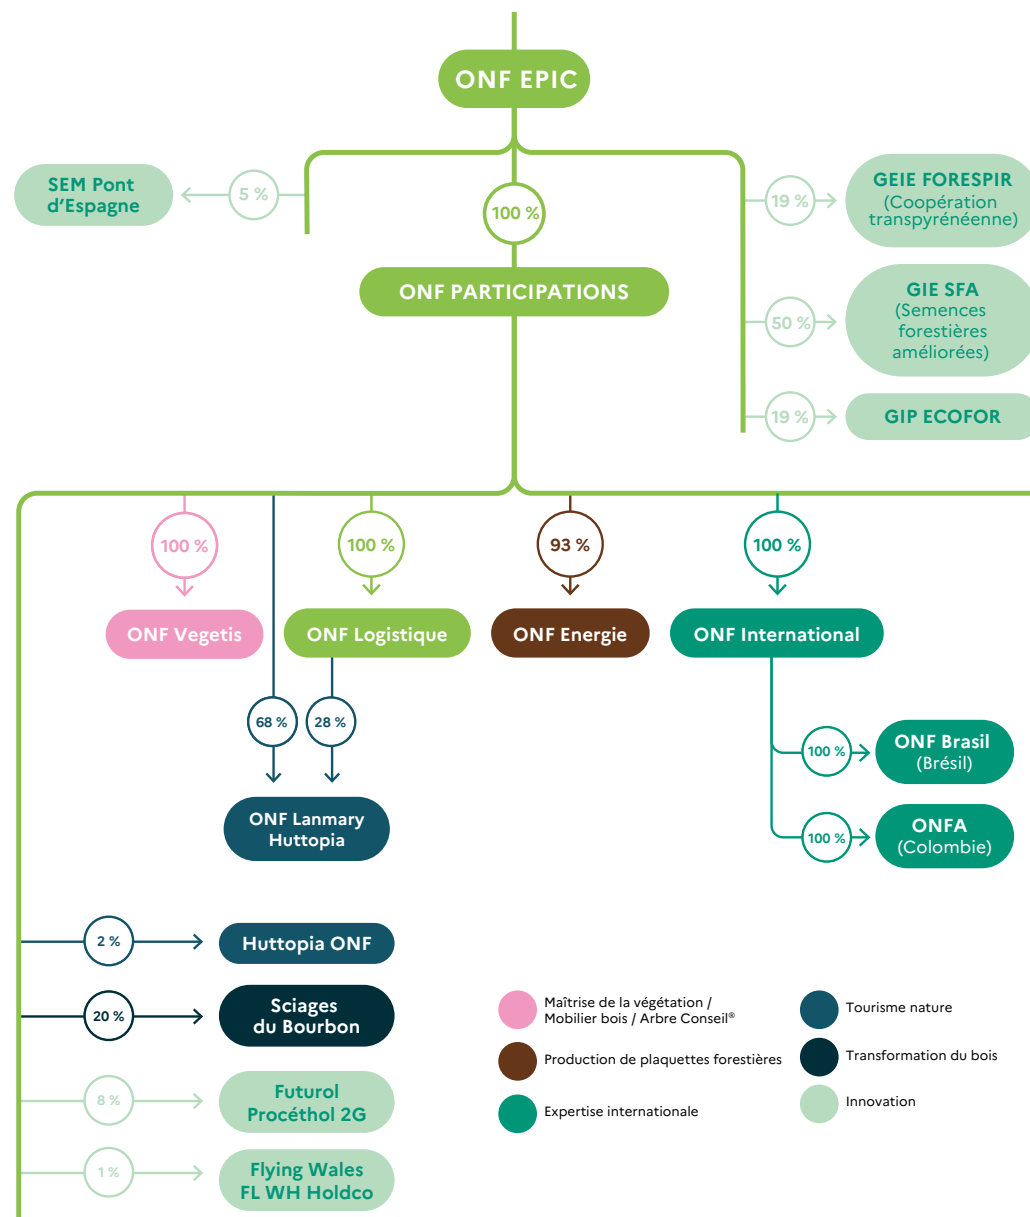 ONF EPIC
SEM Pont
d'Espagne
5 %
100 %
19 %
GEIE FORESPIR
(Coopération
transpyrénéenne)
ONF PARTICIPATIONS
50 %
GIE SFA
(Semences
forestières
améliorées)
19 %
GIP ECOFOR
100 %
100 %
93 %
100 %
ONF Vegetis
ONF Logistique
ONF Energie
ONF International
68 %
28 %
100 %
ONF Brasil
(Brésil)
ONF Lanmary
Huttopia
100 %
ONFA
(Colombie)
2 %
Huttopia ONF
20 %
Sciages
du Bourbon
8 %
Futurol
Procéthol 2G
1 %
Flying Wales
FL WH Holdco
Maîtrise de la végétation /
Mobilier bois / Arbre Conseil®
Production de plaquettes forestières
Expertise internationale
Tourisme nature
Transformation du bois
Innovation